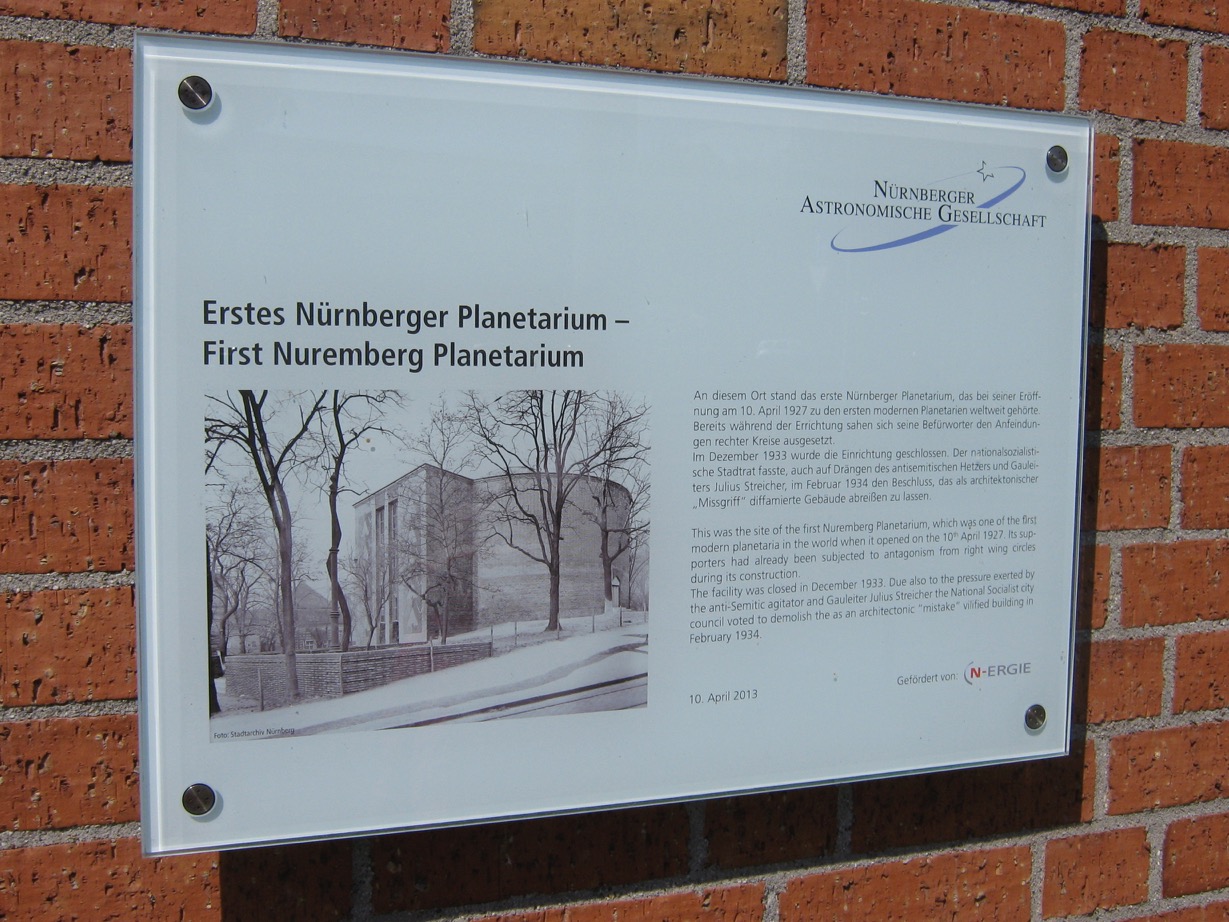 NÜRNBERGER
ASTRONOMISCHE GESELLSCHAFT
Erstes Nürnberger Planetarium –
First Nuremberg Planetarium
An diesem Ort stand das erste Nürnberger Planetarium, das bei seiner Eröff-
nung am 10. April 1927 zu den ersten modernen Planetarien weltweit gehörte.
Bereits während der Errichtung sahen sich seine Befürworter den Anfeindun-
gen rechter Kreise ausgesetzt.
Im Dezember 1933 wurde die Einrichtung geschlossen. Der nationalsozialisti-
sche Stadtrat fasste, auch auf Drängen des antisemitischen Hetzers und Gaulei-
ters Julius Streicher, im Februar 1934 den Beschluss, das als architektonischer
„Missgriff“ diffamierte Gebäude abreißen zu lassen.
This was the site of the first Nuremberg Planetarium, which was one of the first
modern planetaria in the world when it opened on the 10th April 1927. Its sup-
porters had already been subjected to antagonism from right wing circles
during its construction.
The facility was closed in December 1933. Due also to the pressure exerted by
the anti-Semitic agitator and Gauleiter Julius Streicher the National Socialist city
council voted to demolish the as an architectonic “mistake” vilified building in
February 1934.
10. April 2013
Gefördert von: N-ERGIE
Foto: Stadtarchiv Nürnberg